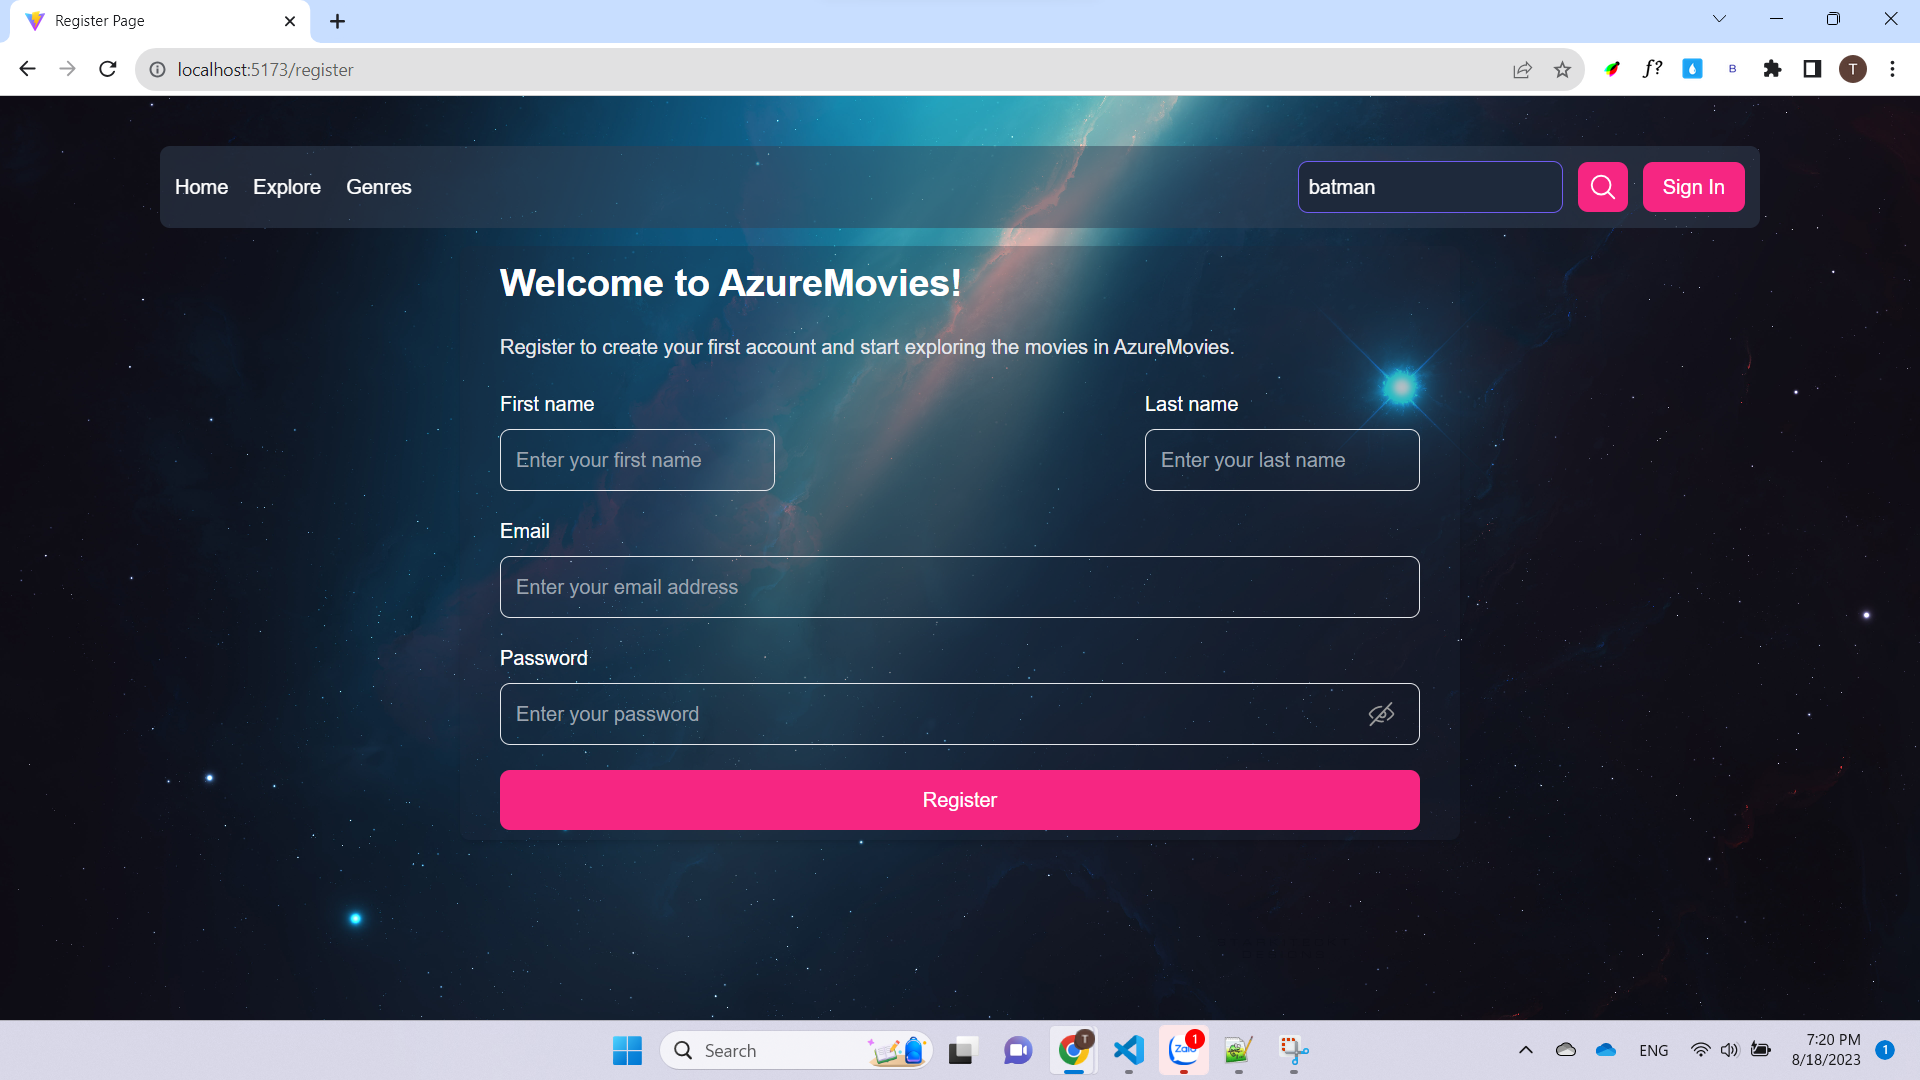 Register Page
localhost:5173/register
f?
B
T
Home Explore Genres
batman
Sign In
Welcome to AzureMovies!
Register to create your first account and start exploring the movies in AzureMovies.
First name
Last name
Enter your first name
Enter your last name
Email
Enter your email address
Password
Enter your password
Register
Search
T
Zalo
1
ENG
7:20 PM
8/18/2023
1